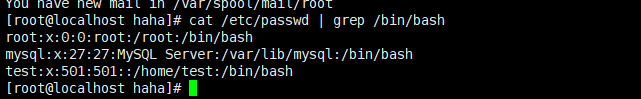 You have new mail in /var/spool/mail/root
[root@localhost haha]# cat /etc/passwd | grep /bin/bash
root:x:0:0:root:/root:/bin/bash
mysql:x:27:27:MySQL Server:/var/lib/mysql:/bin/bash
test:x:501:501::/home/test:/bin/bash
[root@localhost haha]#